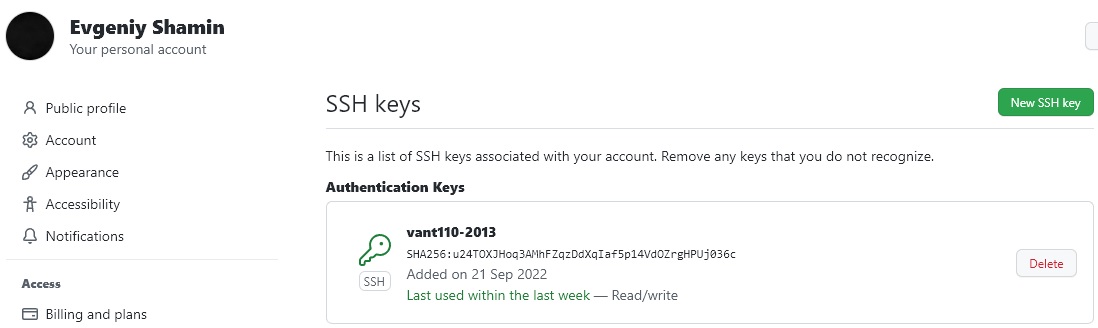 Evgeniy Shamin
Your personal account
Public profile
Account
Appearance
Accessibility
Notifications
Access
Billing and plans
SSH keys
New SSH key
This is a list of SSH keys associated with your account. Remove any keys that you do not recognize.
Authentication Keys
vant110-2013
SHA256:u24TOXJHoq3AMhFZqzDdXqIaf5p14VdOZrgHPUj036c
SSH
Added on 21 Sep 2022
Last used within the last week — Read/write
Delete